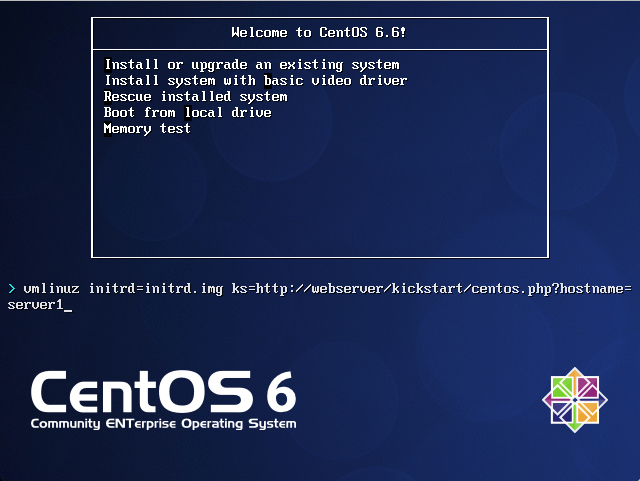 Welcome to CentOS 6.6!
Install or upgrade an existing system
Install system with basic video driver
Rescue installed system
Boot from local drive
Memory test
> vmlinuz initrd=initrd.img ks=http://webserver/kickstart/centos.php?hostname=
server1_
CentOS 6
Community ENTerprise Operating System